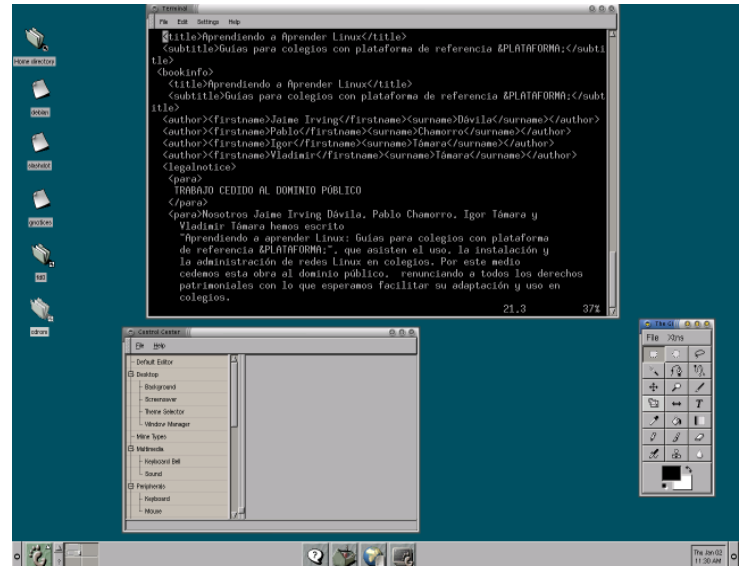 Terminal
File Edit Settings Help
<title>Aprendiendo a Aprender Linux</title>
<subtitle>Guías para colegios con plataforma de referencia &PLATAFORMA;</subti
tle>
<bookinfo>
<title>Aprendiendo a Aprender Linux</title>
<subtitle>Guías para colegios con plataforma de referencia &PLATAFORMA;</subt
itle>
<author><firstname>Jaime Irving</firstname><surname>Dávila</surname></author>
<author><firstname>Pablo</firstname><surname>Chamorro</surname></author>
<author><firstname>Igor</firstname><surname>Támara</surname></author>
<author><firstname>Vladimir</firstname><surname>Támara</surname></author>
<legalnotice>
<para>
TRABAJO CEDIDO AL DOMINIO PÚBLICO
</para>
<para>Nosotros Jaime Irving Dávila, Pablo Chamorro, Igor Támara y
Vladimir Támara hemos escrito
"Aprendiendo a aprender Linux: Guías para colegios con plataforma
de referencia &PLATAFORMA;", que asisten el uso, la instalación y
la administración de redes Linux en colegios. Por este medio
cedemos esta obra al dominio público, renunciando a todos los derechos
patrimoniales con lo que esperamos facilitar su adaptación y uso en
colegios.
21.3 37%
Home directory
debian
slashdot
gnotices
fd0
cdrom
Control Center
File Help
Default Editor
Desktop
Background
Screensaver
Theme Selector
Window Manager
Mime Types
Multimedia
Keyboard Bell
Sound
Peripherals
Keyboard
Mouse
The GI
File Xtns
T
Thu Jan 02
11:20 AM